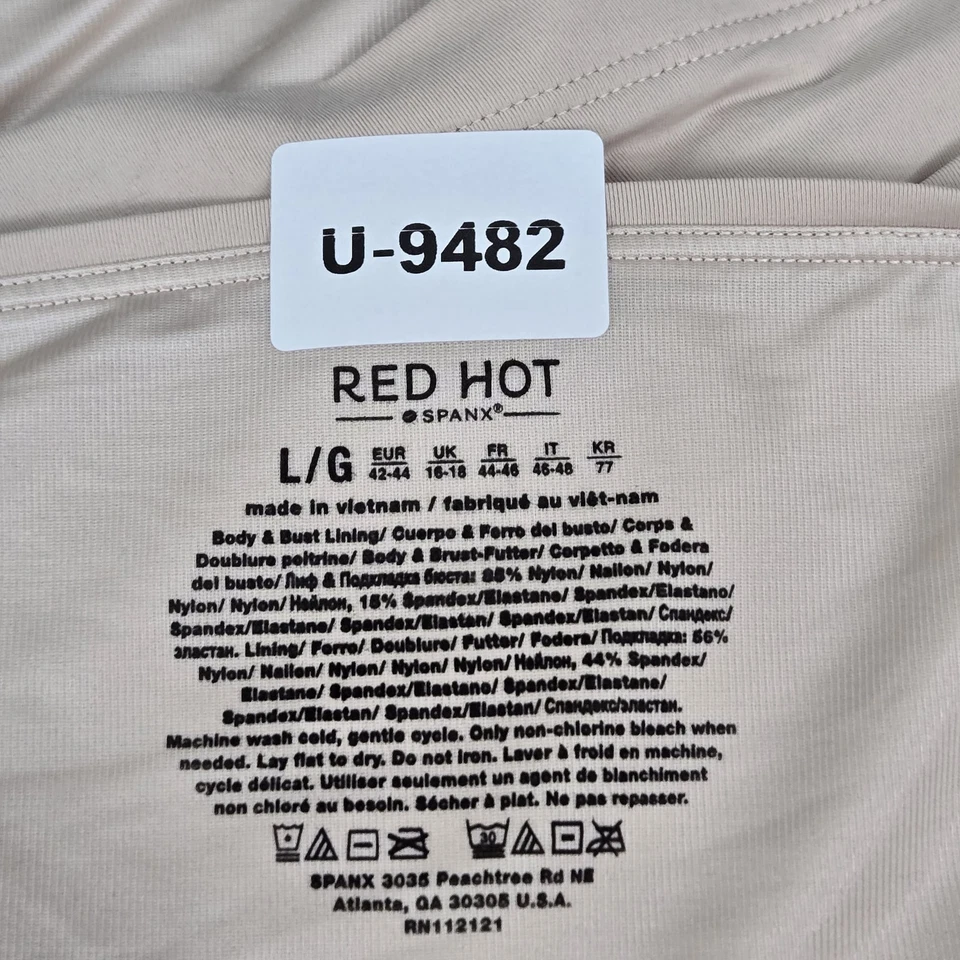 U-9482
RED HOT
SPANX®
L/G EUR 42-44 UK 16-18 FR 44-46 IT 46-48 KR 77
made in vietnam / fabriqué au viêt-nam
Body & Bust Lining/ Cuerpo & Forro del busto/ Corps &
Doublure poitrine/ Body & Brust-Futter/ Corpetto & Fodera
del busto/ Лиф & Подкладка бюста: 85% Nylon/ Nailon/ Nylon/
Nylon/ Nylon/ Нейлон, 15% Spandex/Elastane/ Spandex/Elastano/
Spandex/Elastane/ Spandex/Elastan/ Spandex/Elastan/ Спандекс/
эластан. Lining/ Forro/ Doublure/ Futter/ Fodera/ Подкладка: 56%
Nylon/ Nailon/ Nylon/ Nylon/ Nylon/ Нейлон, 44% Spandex/
Elastane/ Spandex/Elastano/ Spandex/Elastane/
Spandex/Elastan/ Spandex/Elastan/ Спандекс/эластан.
Machine wash cold, gentle cycle. Only non-chlorine bleach when
needed. Lay flat to dry. Do not iron. Laver à froid en machine,
cycle délicat. Utiliser seulement un agent de blanchiment
non chloré au besoin. Sécher à plat. Ne pas repasser.
30
SPANX 3035 Peachtree Rd NE
Atlanta, GA 30305 U.S.A.
RN112121